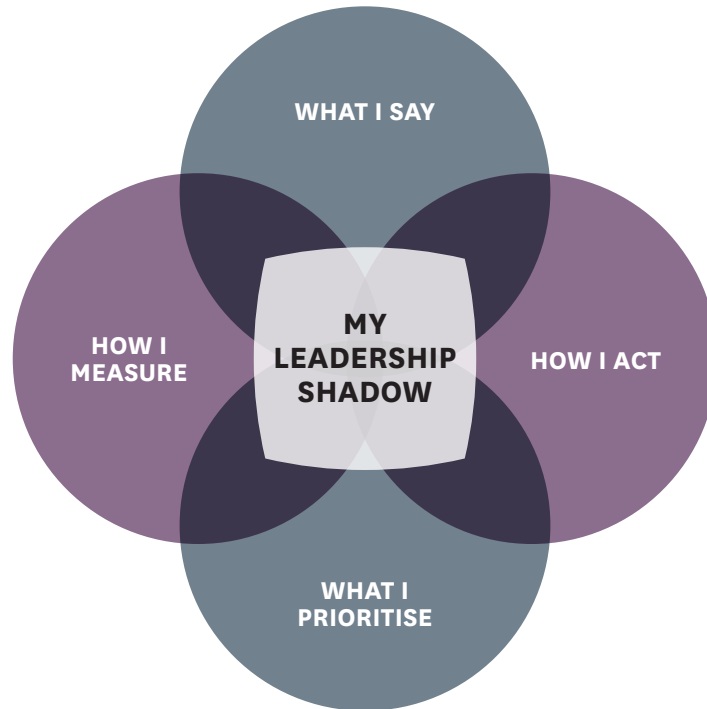 WHAT I SAY
HOW I
MEASURE
MY
LEADERSHIP
SHADOW
HOW I ACT
WHAT I
PRIORITISE